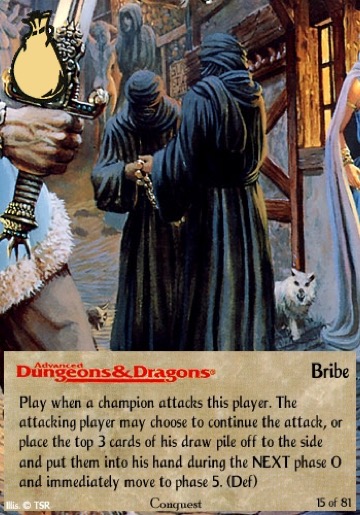 Advanced
Dungeons & Dragons®
Bribe
Play when a champion attacks this player. The
attacking player may choose to continue the attack, or
place the top 3 cards of his draw pile off to the side
and put them into his hand during the NEXT phase 0
and immediately move to phase 5. (Def)
Illis. © TSR
Conquest
15 of 81